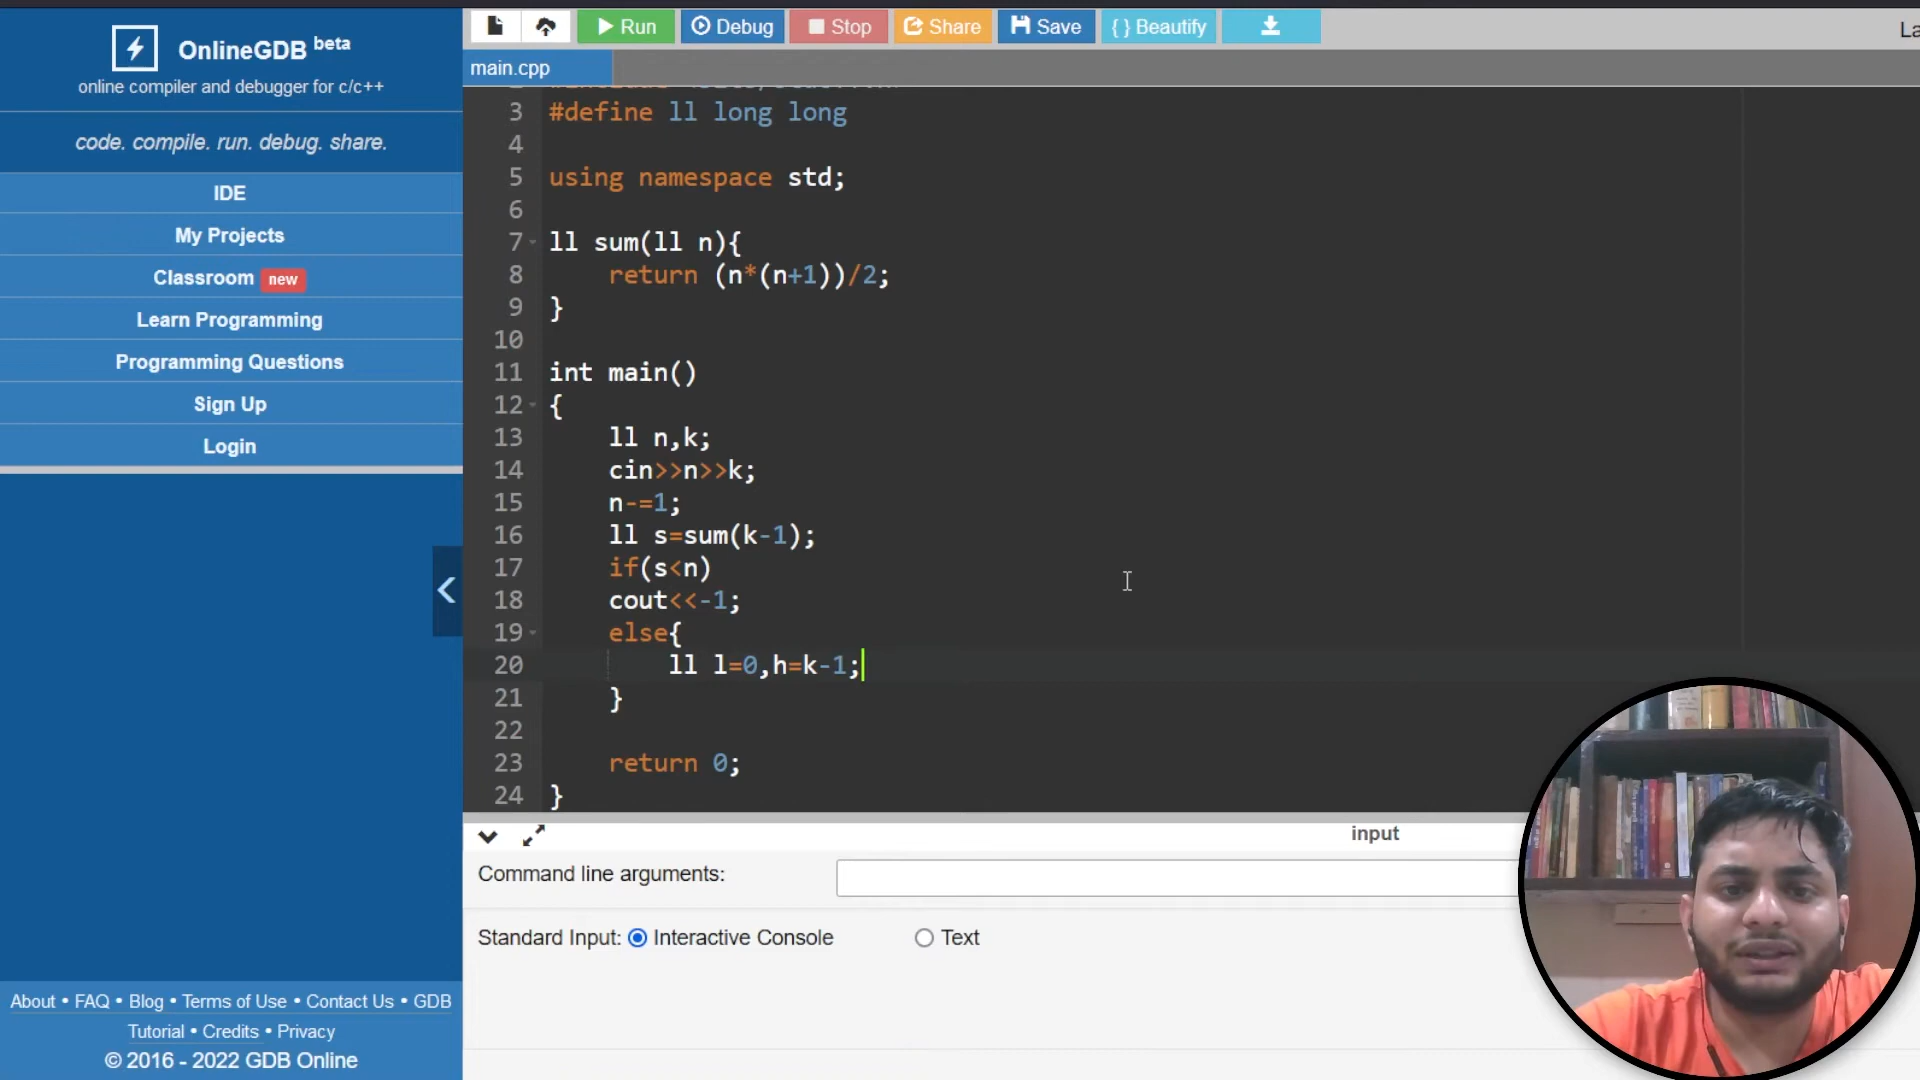 OnlineGDB beta
online compiler and debugger for c/c++
code. compile. run. debug. share.
IDE
My Projects
Classroom new
Learn Programming
Programming Questions
Sign Up
Login
About • FAQ • Blog • Terms of Use • Contact Us • GDB
Tutorial • Credits • Privacy
© 2016 - 2022 GDB Online
Run Debug Stop Share Save { } Beautify
main.cpp
3 #define ll long long
4
5 using namespace std;
6
7 ll sum(ll n){
8 return (n*(n+1))/2;
9 }
10
11 int main()
12 {
13 ll n,k;
14 cin>>n>>k;
15 n-=1;
16 ll s=sum(k-1);
17 if(s<n)
18 cout<<-1;
19 else{
20 ll l=0,h=k-1;
21 }
22
23 return 0;
24 }
input
Command line arguments:
Standard Input: Interactive Console Text